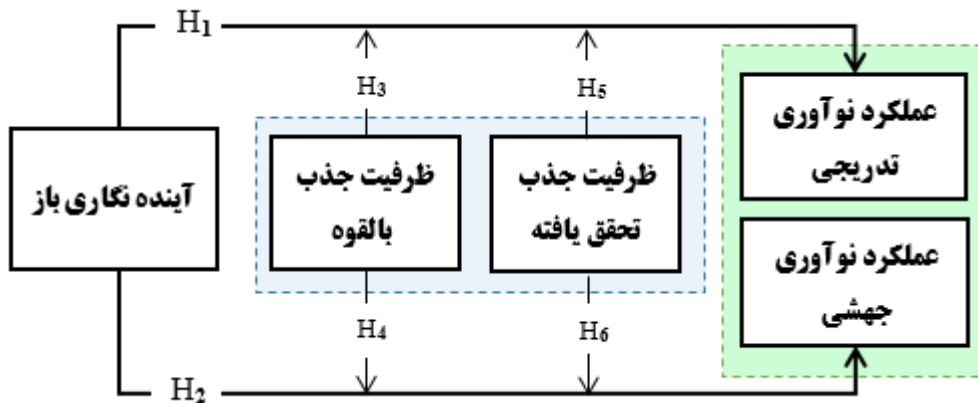 H₁
H₃
H₅
عملکرد نوآوری
تدریجی
آینده نگاری باز
ظرفیت جذب
بالقوه
ظرفیت جذب
تحقق یافته
عملکرد نوآوری
جهشی
H₄
H₆
H₂